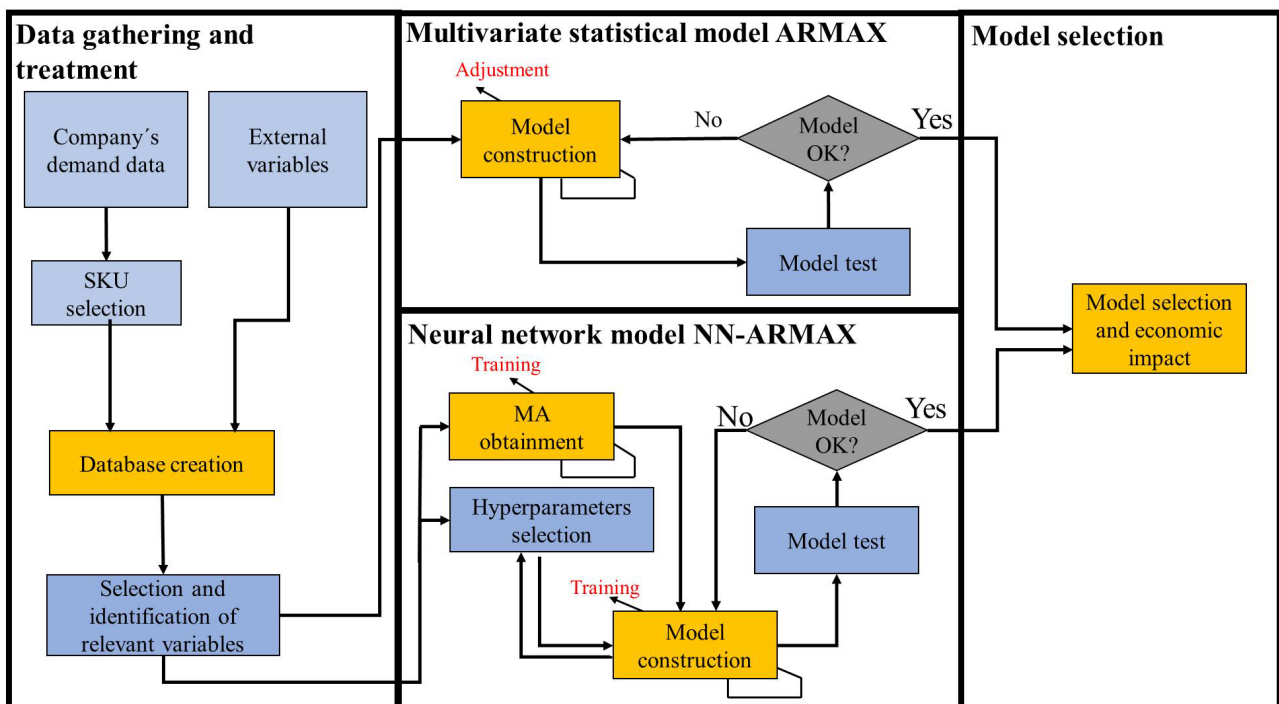 Data gathering and
treatment
Company´s
demand data
External
variables
SKU
selection
Database creation
Selection and
identification of
relevant variables
Multivariate statistical model ARMAX
Adjustment
Model
construction
No
Model
OK?
Yes
Model test
Neural network model NN-ARMAX
Training
MA
obtainment
Hyperparameters
selection
Training
Model
construction
No
Model
OK?
Yes
Model test
Model selection
Model selection
and economic
impact